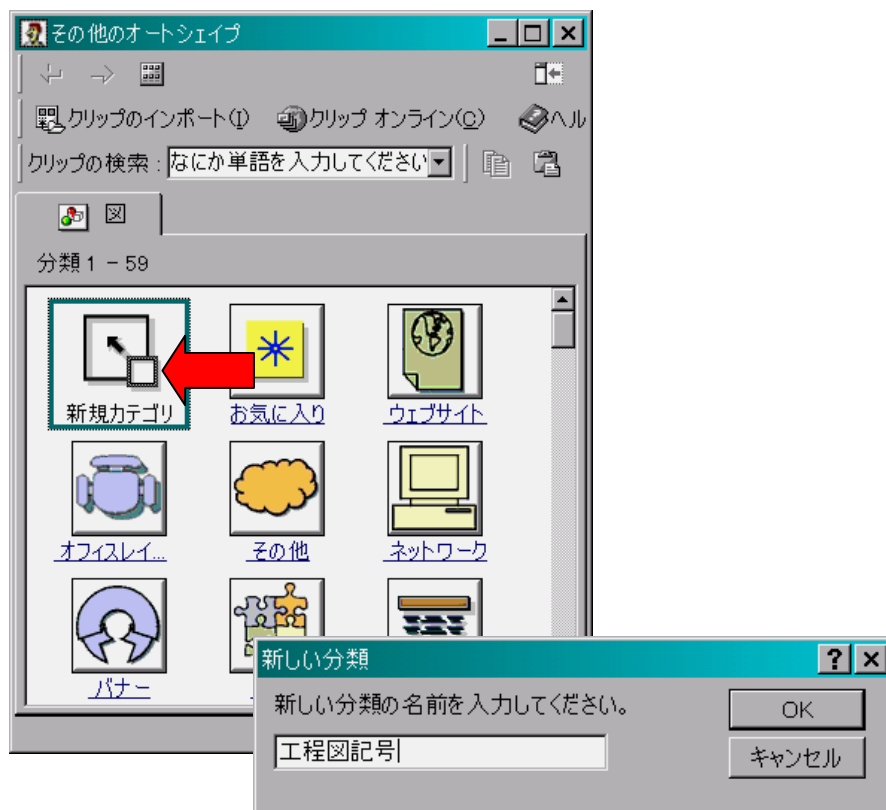 その他のオートシェイプ
クリップのインポート(I) クリップ オンライン(C) ヘル
クリップの検索 : なにか単語を入力してください
図
分類 1 - 59
新規カテゴリ お気に入り ウェブサイト
オフィスレイ... その他 ネットワーク
バナー
新しい分類
新しい分類の名前を入力してください。
OK
工程図記号
キャンセル